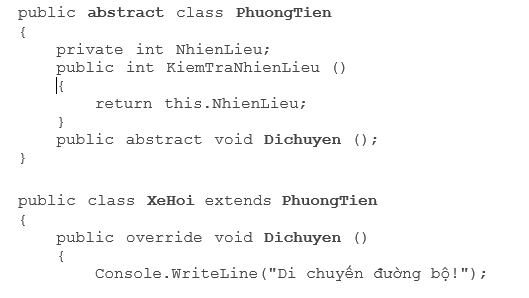 public abstract class PhuongTien
{
private int NhienLieu;
public int KiemTraNhienLieu ()
{
return this.NhienLieu;
}
public abstract void Dichuyen ();
}
public class XeHoi extends PhuongTien
{
public override void Dichuyen ()
{
Console.WriteLine("Di chuyến đường bộ!");